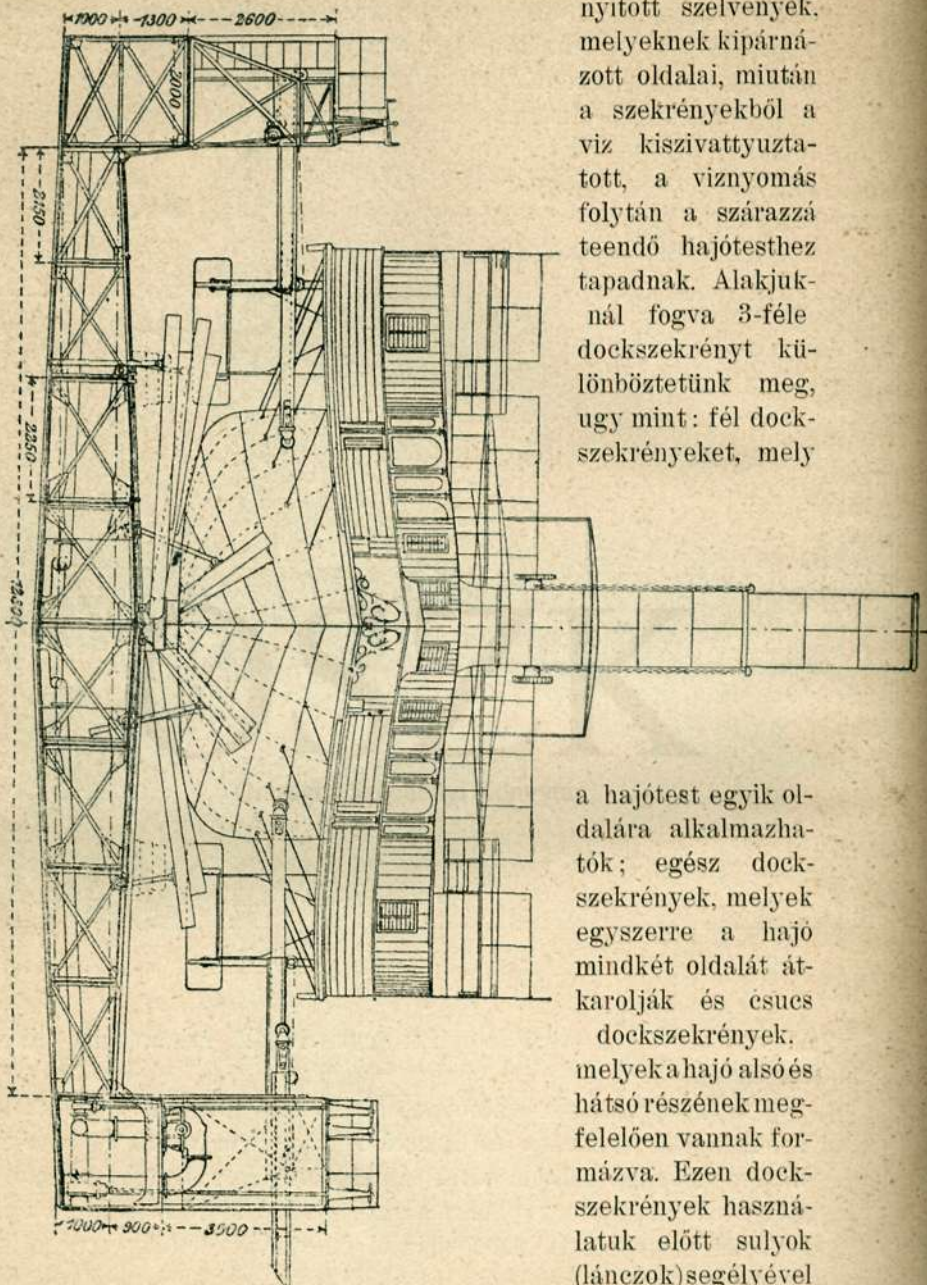 1000 1300 2600
2000
2150
2250
1000 900 3500
nyitott szelvények,
melyeknek kipárná-
zott oldalai, miután
a szekrényekből a
viz kiszivattyuzta-
tott, a viznyomás
folytán a szárazzá
teendő hajótesthez
tapadnak. Alakjuk-
nál fogva 3-féle
dockszekrényt kü-
lönböztetünk meg,
ugy mint: fél dock-
szekrényeket, mely
a hajótest egyik ol-
dalára alkalmazha-
tók; egész dock-
szekrények, melyek
egyszerre a hajó
mindkét oldalát át-
karolják és csucs
dockszekrények,
melyek a hajó alsó és
hátsó részének meg-
felelően vannak for-
mázva. Ezen dock-
szekrények haszná-
latuk előtt sulyok
(lánczok) segélyével